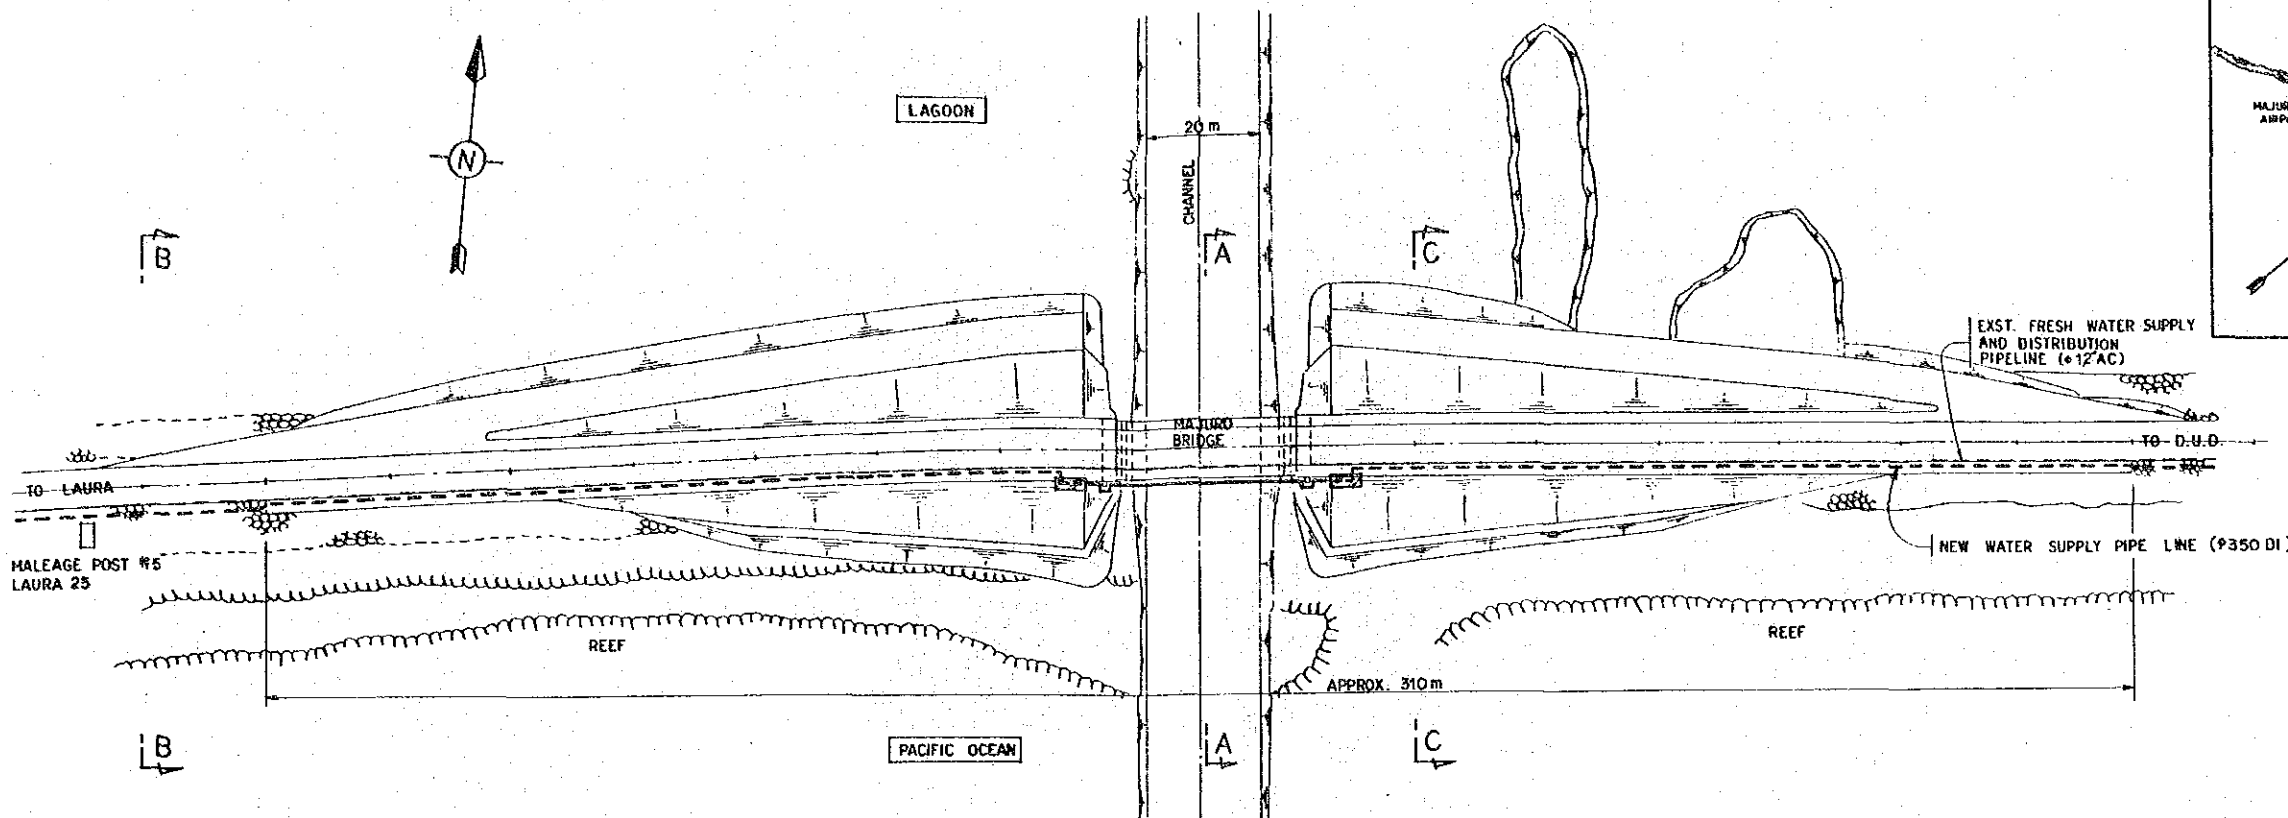 N
LAGOON
20 m
CHANNEL
B
A
C
EXST. FRESH WATER SUPPLY
AND DISTRIBUTION
PIPELINE (φ12"AC)
MAJURO
BRIDGE
TO LAURA
TO D.U.D.
MALEAGE POST #5
LAURA 25
NEW WATER SUPPLY PIPE LINE (φ350 DI)
REEF
REEF
APPROX. 310 m
B
PACIFIC OCEAN
A
C